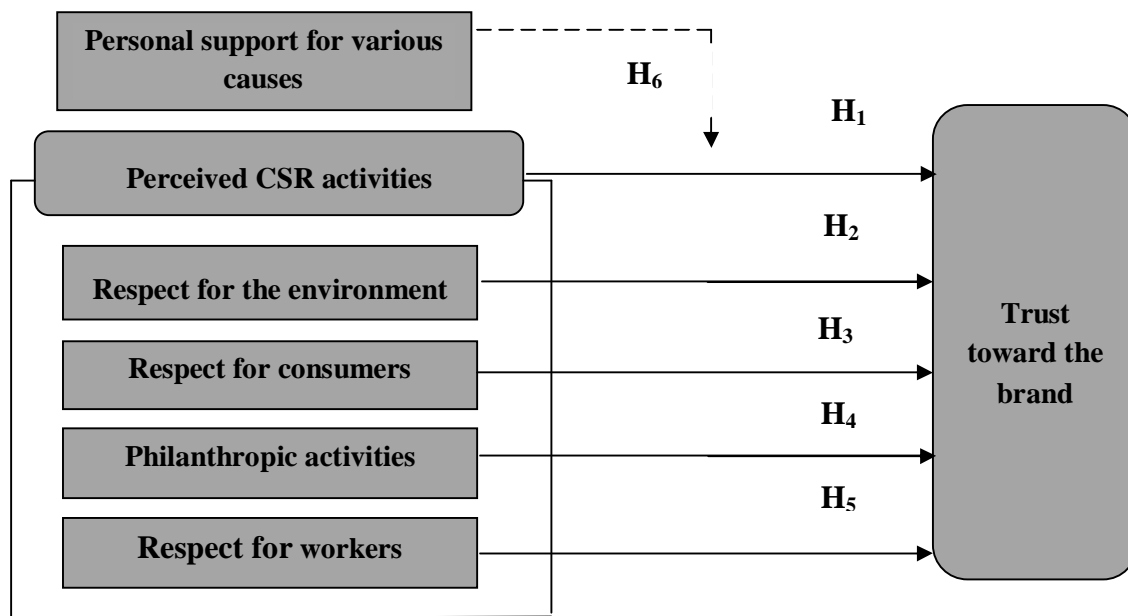 Personal support for various
causes
H₆
H₁
Perceived CSR activities
H₂
Respect for the environment
H₃
Respect for consumers
Trust
toward the
brand
H₄
Philanthropic activities
H₅
Respect for workers